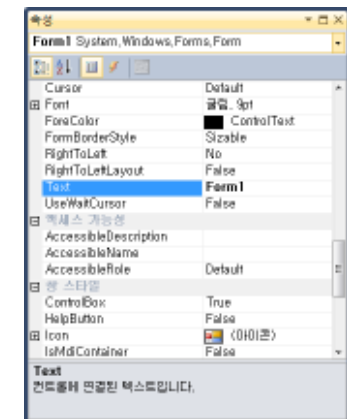 속성
Form1 System.Windows.Forms.Form
Cursor Default
Font 굴림, 9pt
ForeColor ControlText
FormBorderStyle Sizable
RightToLeft No
RightToLeftLayout False
Text Form1
UseWaitCursor False
액세스 가능성
AccessibleDescription
AccessibleName
AccessibleRole Default
창 스타일
ControlBox True
HelpButton False
Icon (아이콘)
IsMdiContainer False
Text
컨트롤에 연결된 텍스트입니다.